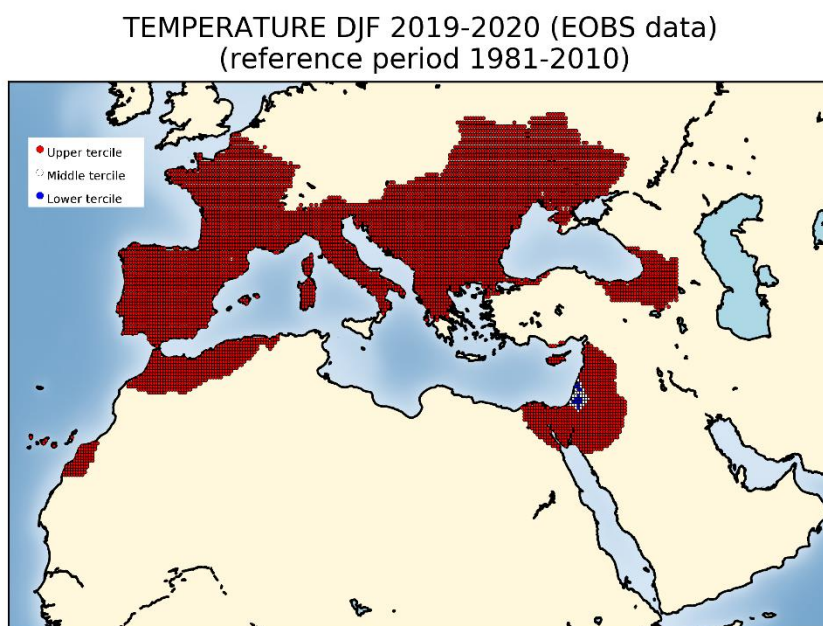 TEMPERATURE DJF 2019-2020 (EOBS data)
(reference period 1981-2010)
Upper tercile
Middle tercile
Lower tercile